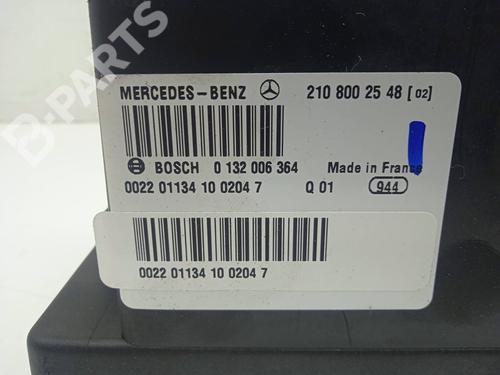 B-PARTS
MERCEDES-BENZ 210 800 25 48 [02]
BOSCH 0 132 006 364 Made in France
0022 01134 10 0204 7 Q 01 944
0022 01134 10 0204 7